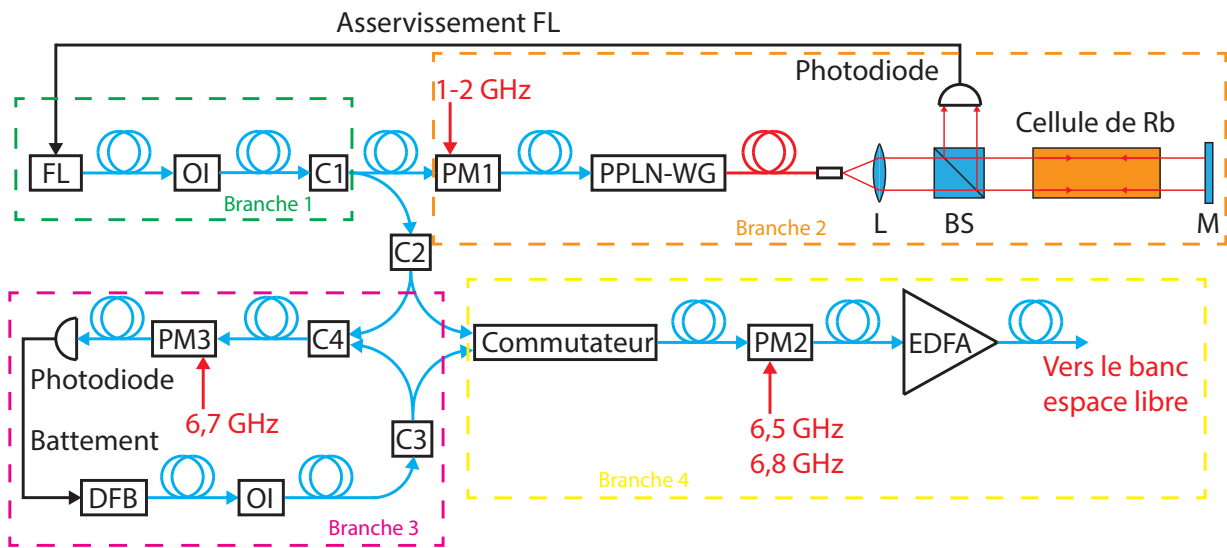 Asservissement FL
Photodiode
1-2 GHz
Cellule de Rb
FL
OI
C1
PM1
PPLN-WG
Branche 1
L
BS
M
Branche 2
C2
PM3
C4
Commutateur
PM2
EDFA
Photodiode
Vers le banc
espace libre
6,7 GHz
6,5 GHz
6,8 GHz
Battement
C3
DFB
OI
Branche 4
Branche 3